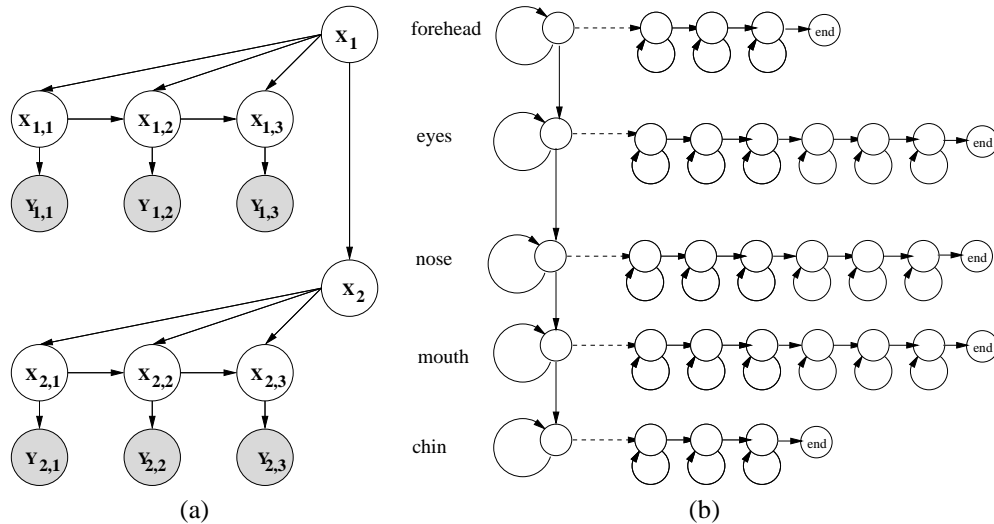 X1
X1,1 X1,2 X1,3
Y1,1 Y1,2 Y1,3
X2
X2,1 X2,2 X2,3
Y2,1 Y2,2 Y2,3
(a)
forehead end
eyes end
nose end
mouth end
chin end
(b)